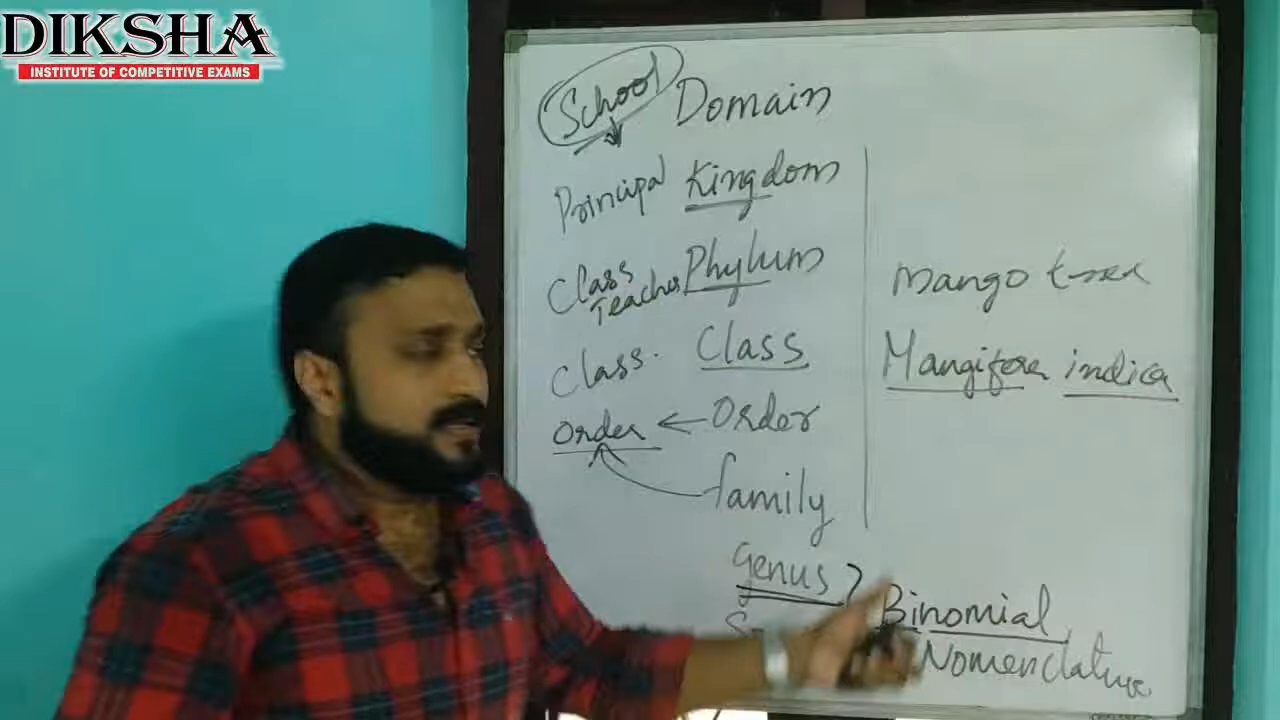 DIKSHA
INSTITUTE OF COMPETITIVE EXAMS
School Domain
Principal Kingdom
Class Teacher Phylum
Class. Class
Order ← Order
family
Genus
Mango tree
Mangifera indica
Binomial
Nomenclature